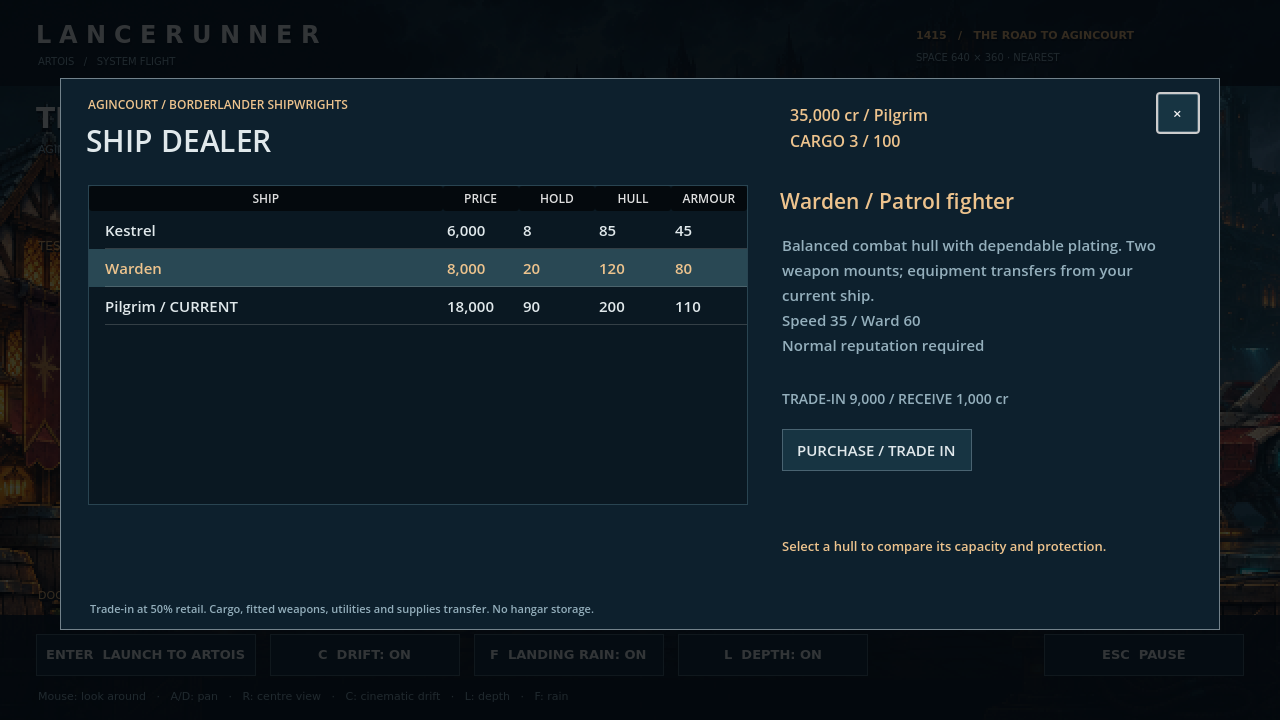 LANCERUNNER
ARTOIS / SYSTEM FLIGHT
1415 / THE ROAD TO AGINCOURT
SPACE 640 × 360 · NEAREST
AGINCOURT / BORDERLANDER SHIPWRIGHTS
SHIP DEALER
35,000 cr / Pilgrim
CARGO 3 / 100
×
SHIP PRICE HOLD HULL ARMOUR
Kestrel 6,000 8 85 45
Warden 8,000 20 120 80
Pilgrim / CURRENT 18,000 90 200 110
Warden / Patrol fighter
Balanced combat hull with dependable plating. Two
weapon mounts; equipment transfers from your
current ship.
Speed 35 / Ward 60
Normal reputation required
TRADE-IN 9,000 / RECEIVE 1,000 cr
PURCHASE / TRADE IN
Select a hull to compare its capacity and protection.
Trade-in at 50% retail. Cargo, fitted weapons, utilities and supplies transfer. No hangar storage.
ENTER LAUNCH TO ARTOIS
C DRIFT: ON
F LANDING RAIN: ON
L DEPTH: ON
ESC PAUSE
Mouse: look around · A/D: pan · R: centre view · C: cinematic drift · L: depth · F: rain